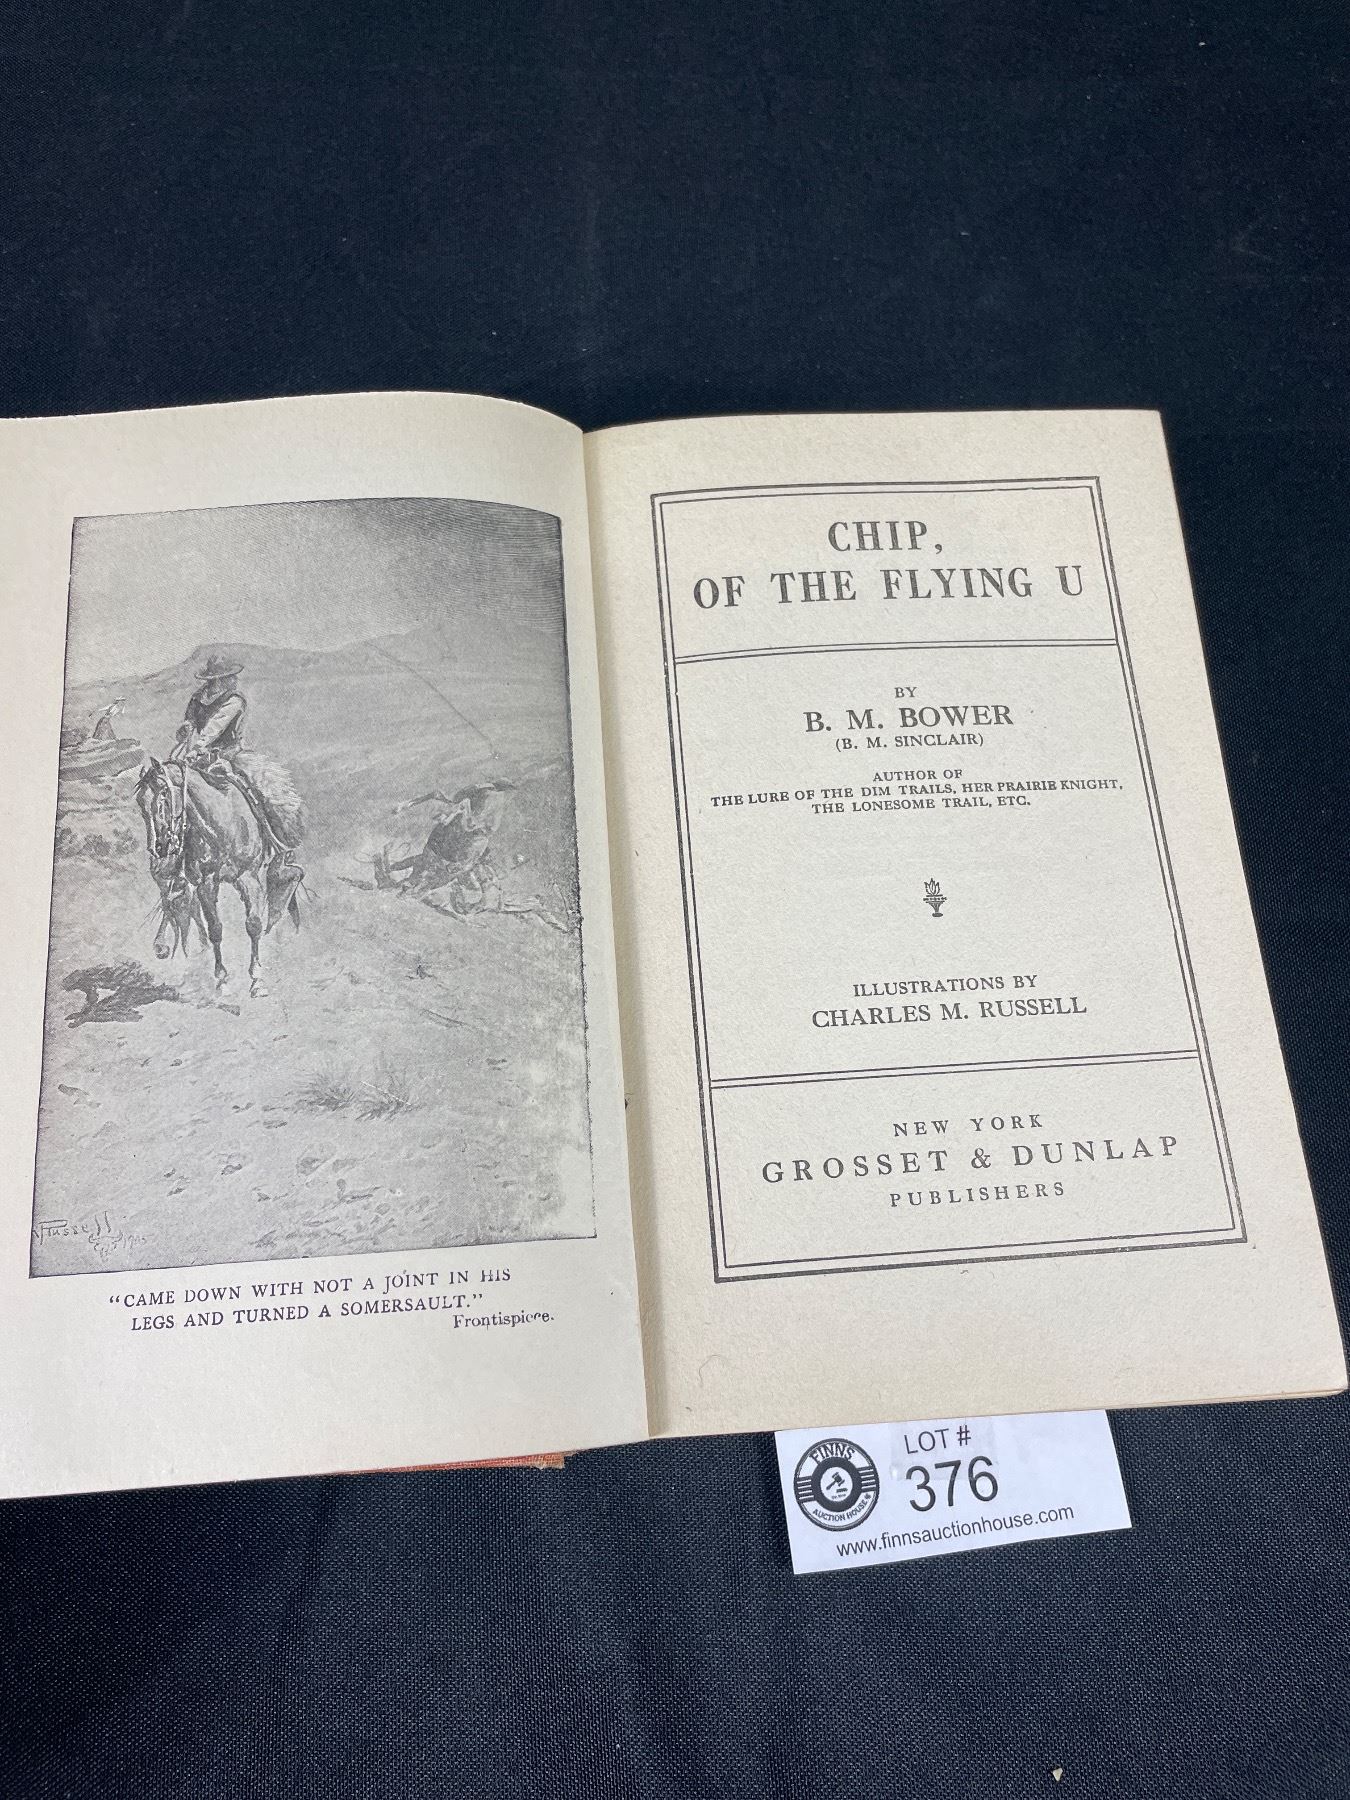 "CAME DOWN WITH NOT A JOINT IN HIS
LEGS AND TURNED A SOMERSAULT."
Frontispiece.
CHIP,
OF THE FLYING U
BY
B. M. BOWER
(B. M. SINCLAIR)
AUTHOR OF
THE LURE OF THE DIM TRAILS, HER PRAIRIE KNIGHT,
THE LONESOME TRAIL, ETC.
ILLUSTRATIONS BY
CHARLES M. RUSSELL
NEW YORK
GROSSET & DUNLAP
PUBLISHERS
FINNS
AUCTION HOUSE
LOT #
376
www.finnsauctionhouse.com